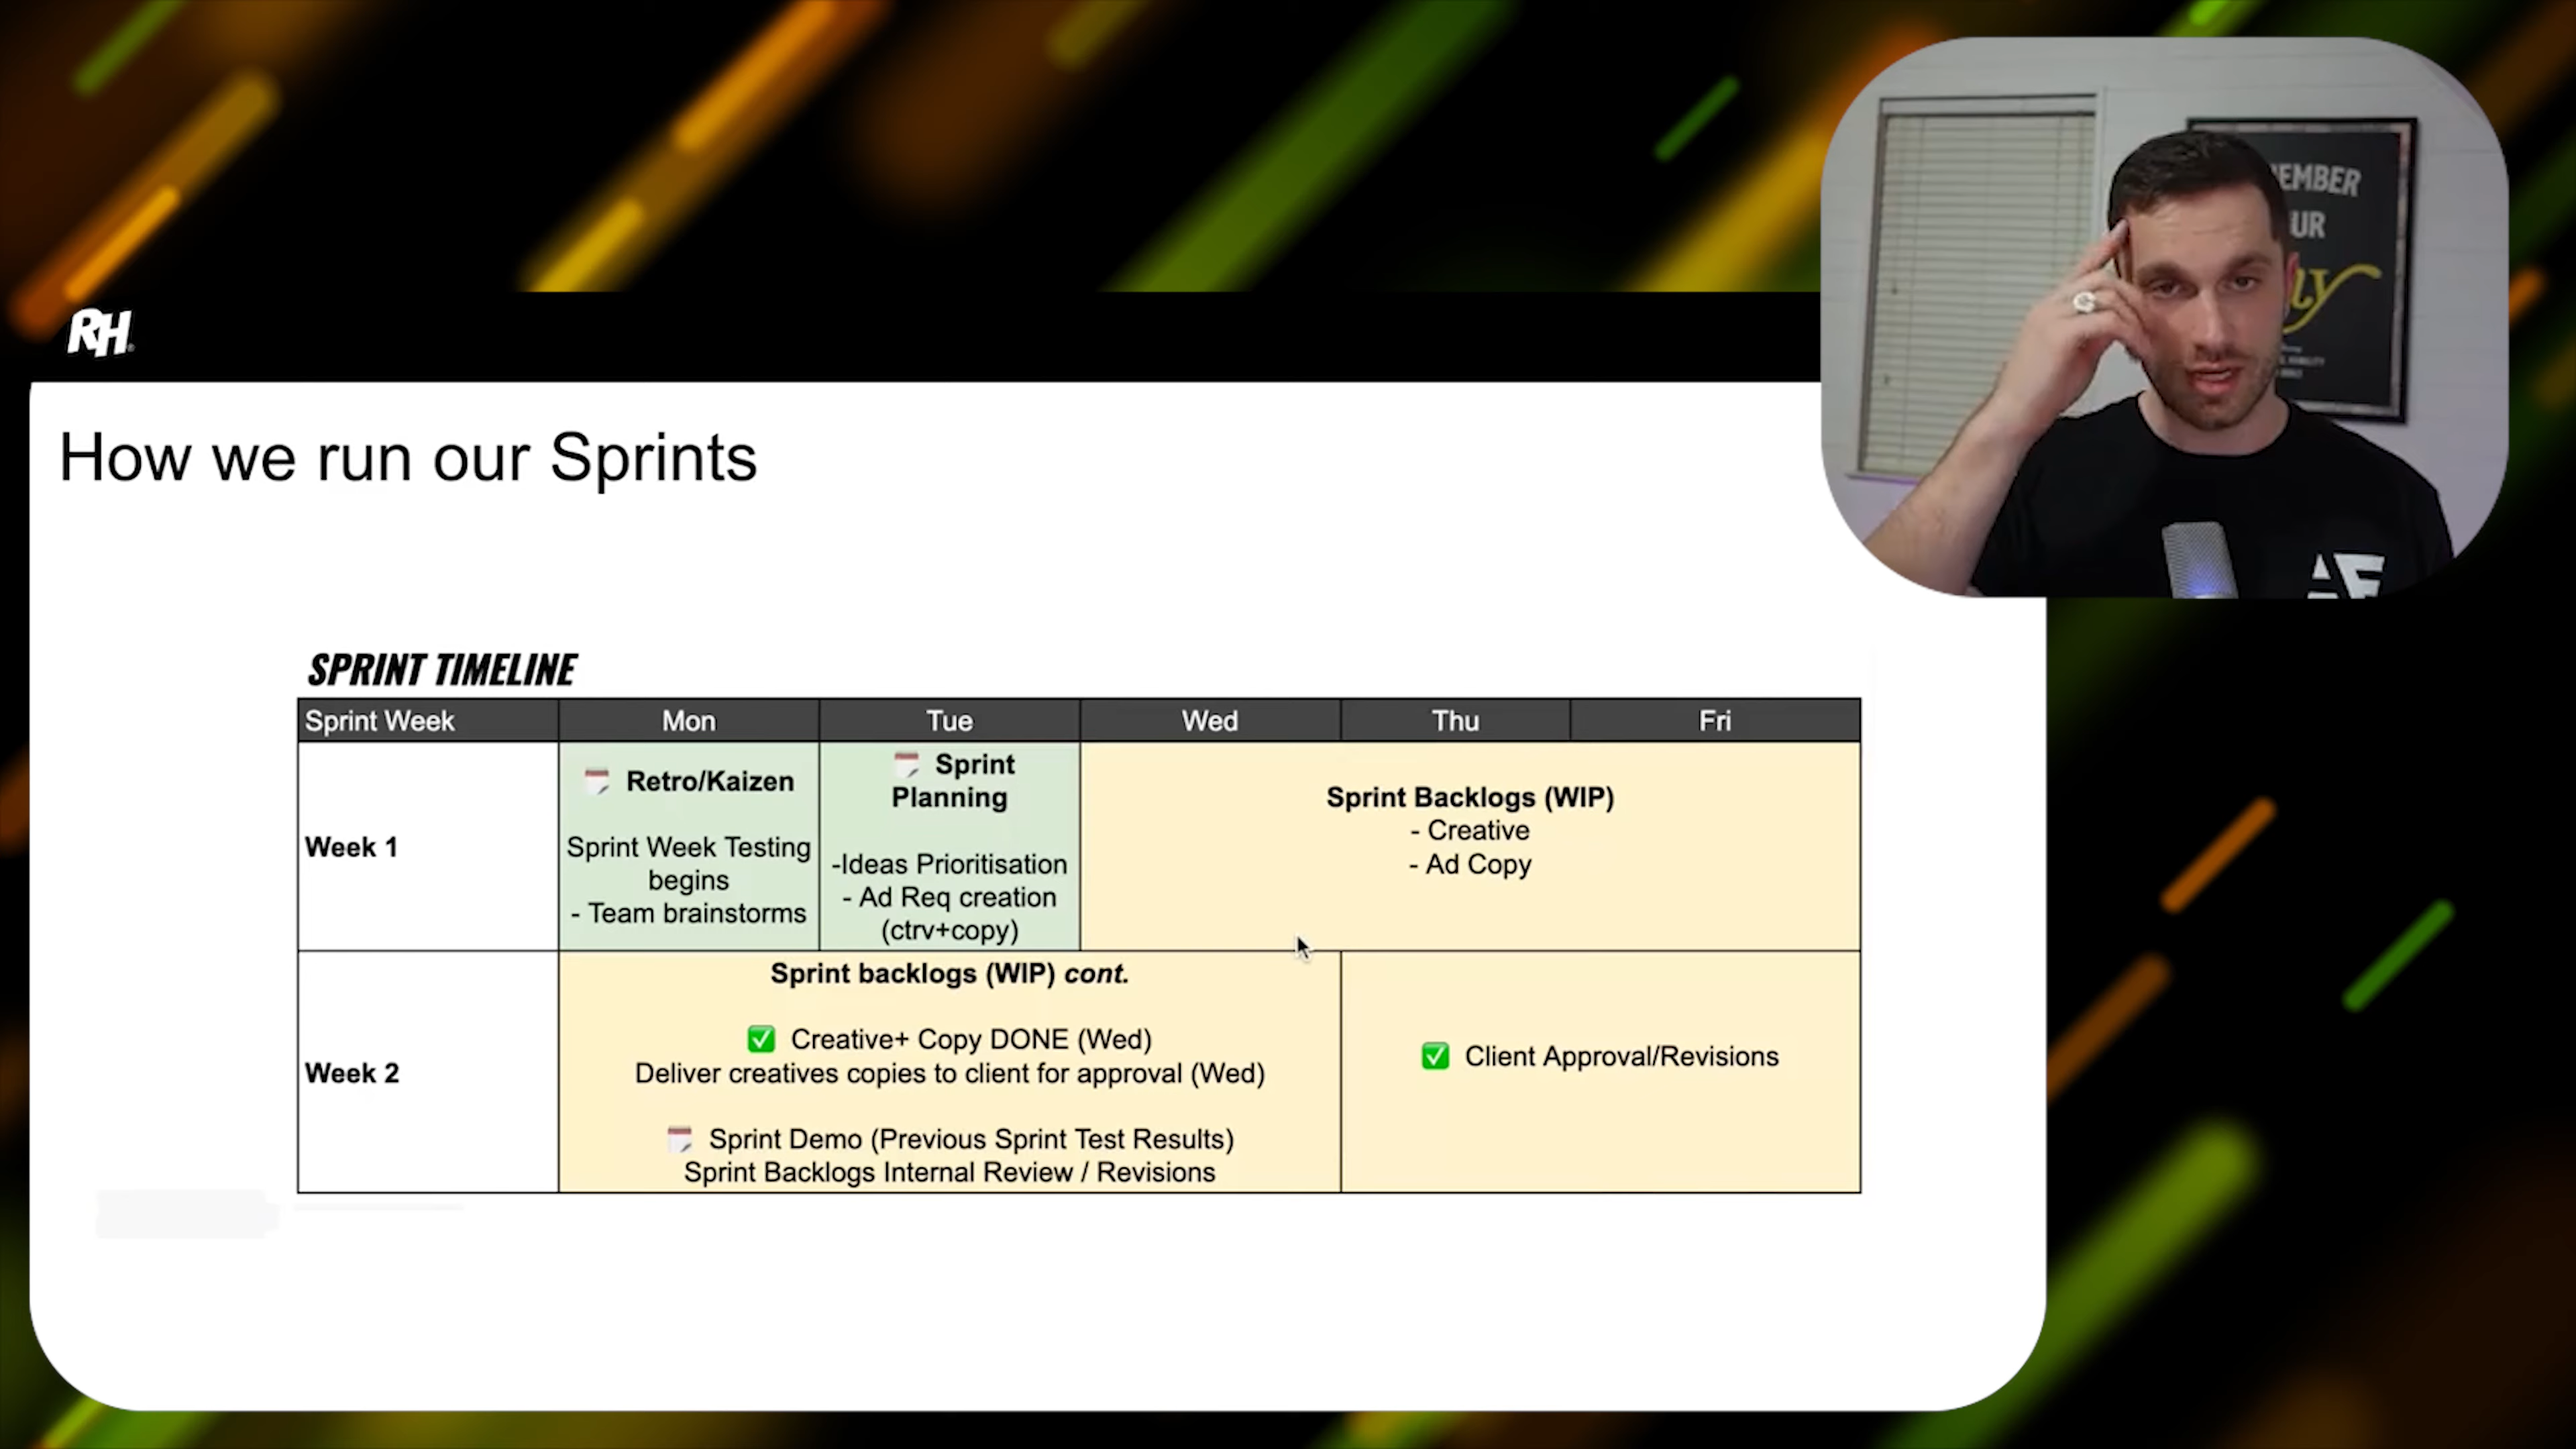 RH
How we run our Sprints
EMBER
UR
SPRINT TIMELINE
Sprint Week
Mon
Tue
Wed
Thu
Fri
Week 1
Retro/Kaizen
Sprint Week Testing
begins
- Team brainstorms
Sprint
Planning
-Ideas Prioritisation
- Ad Req creation
(ctrv+copy)
Sprint Backlogs (WIP)
- Creative
- Ad Copy
Week 2
Sprint backlogs (WIP) cont.
✅ Creative+ Copy DONE (Wed)
Deliver creatives copies to client for approval (Wed)
Sprint Demo (Previous Sprint Test Results)
Sprint Backlogs Internal Review / Revisions
✅ Client Approval/Revisions